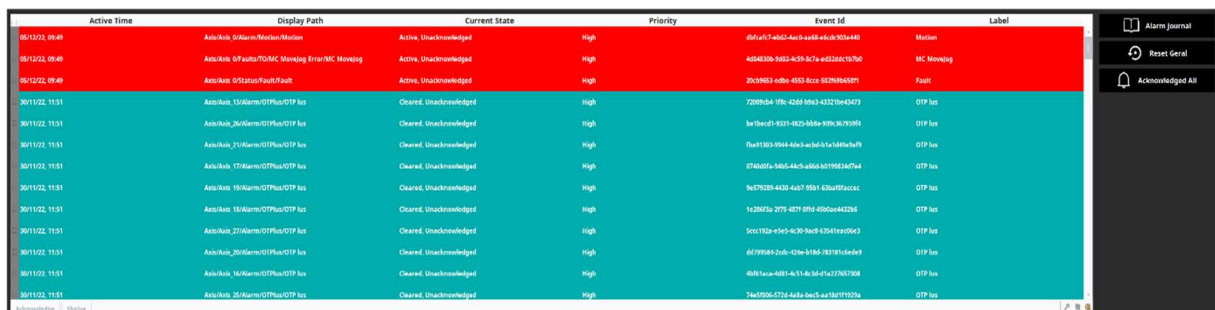 Active Time Display Path Current State Priority Event Id Label
05/12/22, 09:49 Axis/Axis_0/Alarm/Motion/Motion Active, Unacknowledged High Motion
05/12/22, 09:49 Axis/Axis 0/Faults/TO/MC MoveJog Error/MC MoveJog Active, Unacknowledged High MC MoveJog
05/12/22, 09:49 Axis/Axis 0/Status/Fault/Fault Active, Unacknowledged High Fault
30/11/22, 11:51 Axis/Axis_13/Alarm/OTPlus/OTP lus Cleared, Unacknowledged High OTP lus
30/11/22, 11:51 Axis/Axis_26/Alarm/OTPlus/OTP lus Cleared, Unacknowledged High OTP lus
30/11/22, 11:51 Axis/Axis_21/Alarm/OTPlus/OTP lus Cleared, Unacknowledged High OTP lus
30/11/22, 11:51 Axis/Axis_17/Alarm/OTPlus/OTP lus Cleared, Unacknowledged High OTP lus
30/11/22, 11:51 Axis/Axis 19/Alarm/OTPlus/OTP lus Cleared, Unacknowledged High OTP lus
30/11/22, 11:51 Axis/Axis_18/Alarm/OTPlus/OTP lus Cleared, Unacknowledged High OTP lus
30/11/22, 11:51 Axis/Axis_27/Alarm/OTPlus/OTP lus Cleared, Unacknowledged High OTP lus
30/11/22, 11:51 Axis/Axis_20/Alarm/OTPlus/OTP lus Cleared, Unacknowledged High OTP lus
30/11/22, 11:51 Axis/Axis_16/Alarm/OTPlus/OTP lus Cleared, Unacknowledged High OTP lus
30/11/22, 11:51 Axis/Axis_25/Alarm/OTPlus/OTP lus Cleared, Unacknowledged High OTP lus
Acknowledge Shelve
Alarm Journal
Reset Geral
Acknowledged All